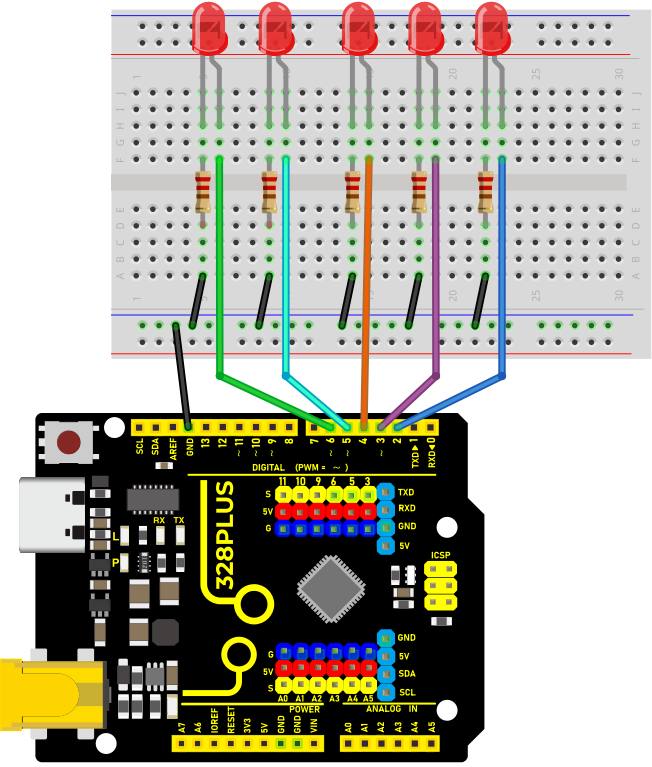 1 5 10 15 20 25 30
J J
I I
H H
G G
F F
E E
D D
C C
B B
A A
1 5 10 15 20 25 30
SCL SDA AREF GND 13 12 ~11 ~10 ~9 8 7 ~6 ~5 4 ~3 2 TXD▶1 RXD◀0
DIGITAL (PWM = ~ )
11 10 9 6 5 3
S
5V
G
TXD
RXD
GND
5V
RX TX
L
P
328PLUS
ICSP
G
5V
S
A0 A1 A2 A3 A4 A5
GND
5V
SDA
SCL
POWER
ANALOG IN
A7 A6 IOREF RESET 3V3 5V GND GND VIN A0 A1 A2 A3 A4 A5